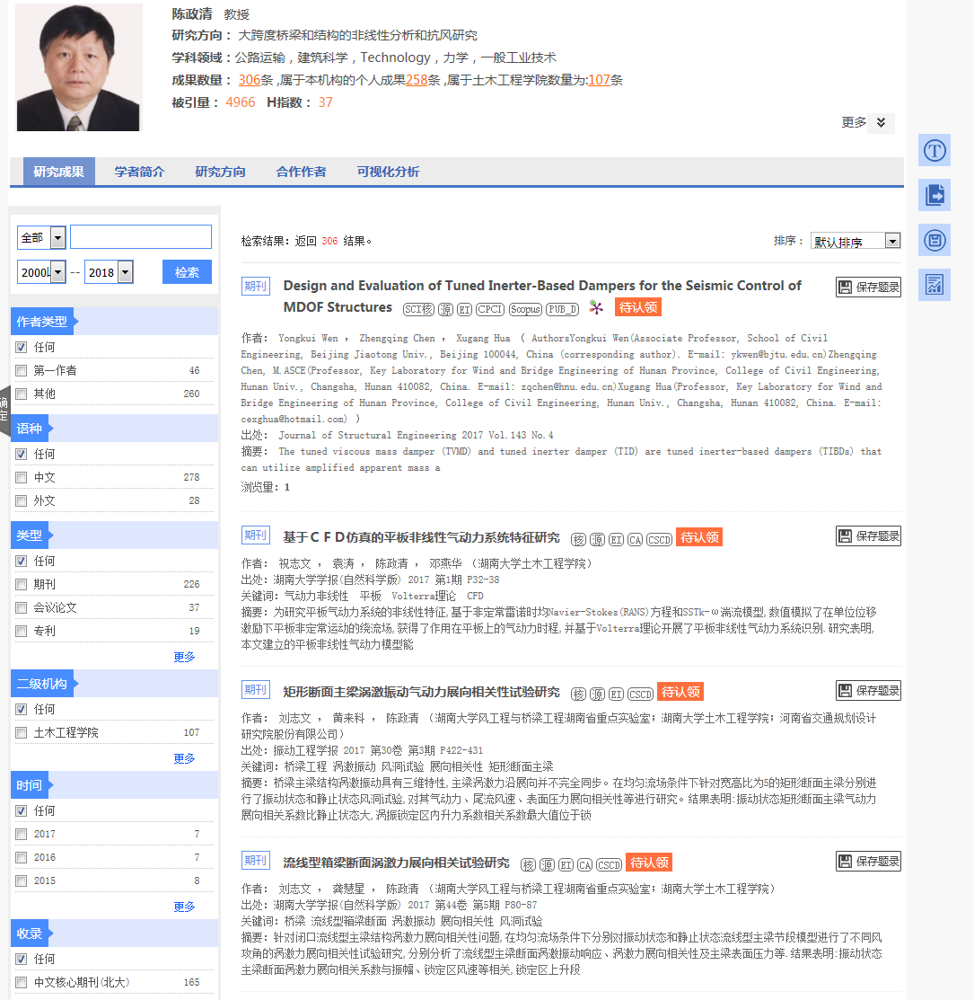 陈政清 教授
研究方向： 大跨度桥梁和结构的非线性分析和抗风研究
学科领域：公路运输，建筑科学，Technology，力学，一般工业技术
成果数量： 306条 ,属于本机构的个人成果258条 ,属于土木工程学院数量为:107条
被引量： 4966 H指数： 37
更多
研究成果 学者简介 研究方向 合作作者 可视化分析
全部
2000 -- 2018 检索
作者类型
任何
第一作者 46
其他 260
确定
语种
任何
中文 278
外文 28
类型
任何
期刊 226
会议论文 37
专利 19
更多
二级机构
任何
土木工程学院 107
更多
时间
任何
2017 7
2016 7
2015 8
更多
收录
任何
中文核心期刊(北大) 165
检索结果: 返回 306 结果。
排序： 默认排序
期刊 Design and Evaluation of Tuned Inerter-Based Dampers for the Seismic Control of
MDOF Structures SCI核 源 EI CPCI Scopus PUB_D 待认领
保存题录
作者： Yongkui Wen ， Zhengqing Chen ， Xugang Hua （ AuthorsYongkui Wen(Associate Professor, School of Civil
Engineering, Beijing Jiaotong Univ., Beijing 100044, China (corresponding author). E-mail: ykwen@bjtu.edu.cn)Zhengqing
Chen, M.ASCE(Professor, Key Laboratory for Wind and Bridge Engineering of Hunan Province, College of Civil Engineering,
Hunan Univ., Changsha, Hunan 410082, China. E-mail: zqchen@hnu.edu.cn)Xugang Hua(Professor, Key Laboratory for Wind and
Bridge Engineering of Hunan Province, College of Civil Engineering, Hunan Univ., Changsha, Hunan 410082, China. E-mail:
cexghua@hotmail.com) ）
出处： Journal of Structural Engineering 2017 Vol.143 No.4
摘要： The tuned viscous mass damper (TVMD) and tuned inerter damper (TID) are tuned inerter-based dampers (TIBDs) that
can utilize amplified apparent mass a
浏览量：1
期刊 基于ＣＦＤ仿真的平板非线性气动力系统特征研究 核 源 EI CA CSCD 待认领
保存题录
作者： 祝志文 ， 袁涛 ， 陈政清 ， 邓燕华 （湖南大学土木工程学院）
出处：湖南大学学报(自然科学版) 2017 第1期 P32-38
关键词：气动力非线性 平板 Volterra理论 CFD
摘要：为研究平板气动力系统的非线性特征,基于非定常雷诺时均Navier-Stokes(RANS)方程和SSTk-ω湍流模型,数值模拟了在单位位移
激励下平板非定常运动的绕流场,获得了作用在平板上的气动力时程,并基于Volterra理论开展了平板非线性气动力系统识别.研究表明,
本文建立的平板非线性气动力模型能
期刊 矩形断面主梁涡激振动气动力展向相关性试验研究 核 源 EI CSCD 待认领
保存题录
作者： 刘志文 ， 黄来科 ， 陈政清 （湖南大学风工程与桥梁工程湖南省重点实验室；湖南大学土木工程学院；河南省交通规划设计
研究院股份有限公司）
出处：振动工程学报 2017 第30卷 第3期 P422-431
关键词：桥梁工程 涡激振动 风洞试验 展向相关性 矩形断面主梁
摘要：桥梁主梁结构涡激振动具有三维特性,主梁涡激力沿展向并不完全同步。在均匀流场条件下针对宽高比为5的矩形断面主梁分别进
行了振动状态和静止状态风洞试验,对其气动力、尾流风速、表面压力展向相关性等进行研究。结果表明:振动状态矩形断面主梁气动力
展向相关系数比静止状态大,涡振锁定区内升力系数相关系数最大值位于锁
期刊 流线型箱梁断面涡激力展向相关试验研究 核 源 EI CA CSCD 待认领
保存题录
作者： 刘志文 ， 龚慧星 ， 陈政清 （湖南大学风工程与桥梁工程湖南省重点实验室；湖南大学土木工程学院）
出处：湖南大学学报(自然科学版) 2017 第44卷 第5期 P80-87
关键词：桥梁 流线型箱梁断面 涡激振动 展向相关性 风洞试验
摘要：针对闭口流线型主梁结构涡激力展向相关性问题,在均匀流场条件下分别对振动状态和静止状态流线型主梁节段模型进行了不同风
攻角的涡激力展向相关性试验研究,分别分析了流线型主梁断面涡激振动响应、涡激力展向相关性及主梁表面压力等.结果表明:振动状态
主梁断面涡激力展向相关系数与振幅、锁定区风速等相关,锁定区上升段